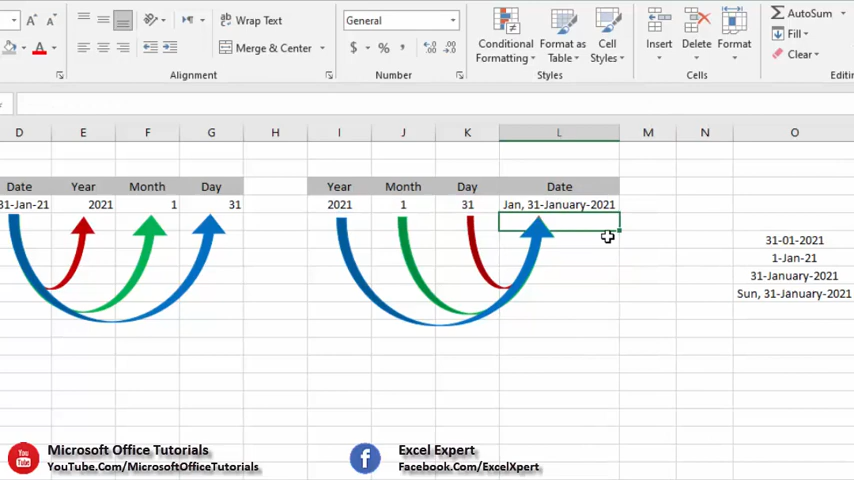 Wrap Text
General
AutoSum
Merge & Center
Conditional Formatting
Format as Table
Cell Styles
Insert
Delete
Format
Fill
Clear
Alignment
Number
Styles
Cells
D E F G H I J K L M N O
Date Year Month Day Year Month Day Date
31-Jan-21 2021 1 31 2021 1 31 Jan, 31-January-2021
31-01-2021
1-Jan-21
31-January-2021
Sun, 31-January-2021
Microsoft Office Tutorials
YouTube.Com/MicrosoftOfficeTutorials
Excel Expert
Facebook.Com/ExcelXpert